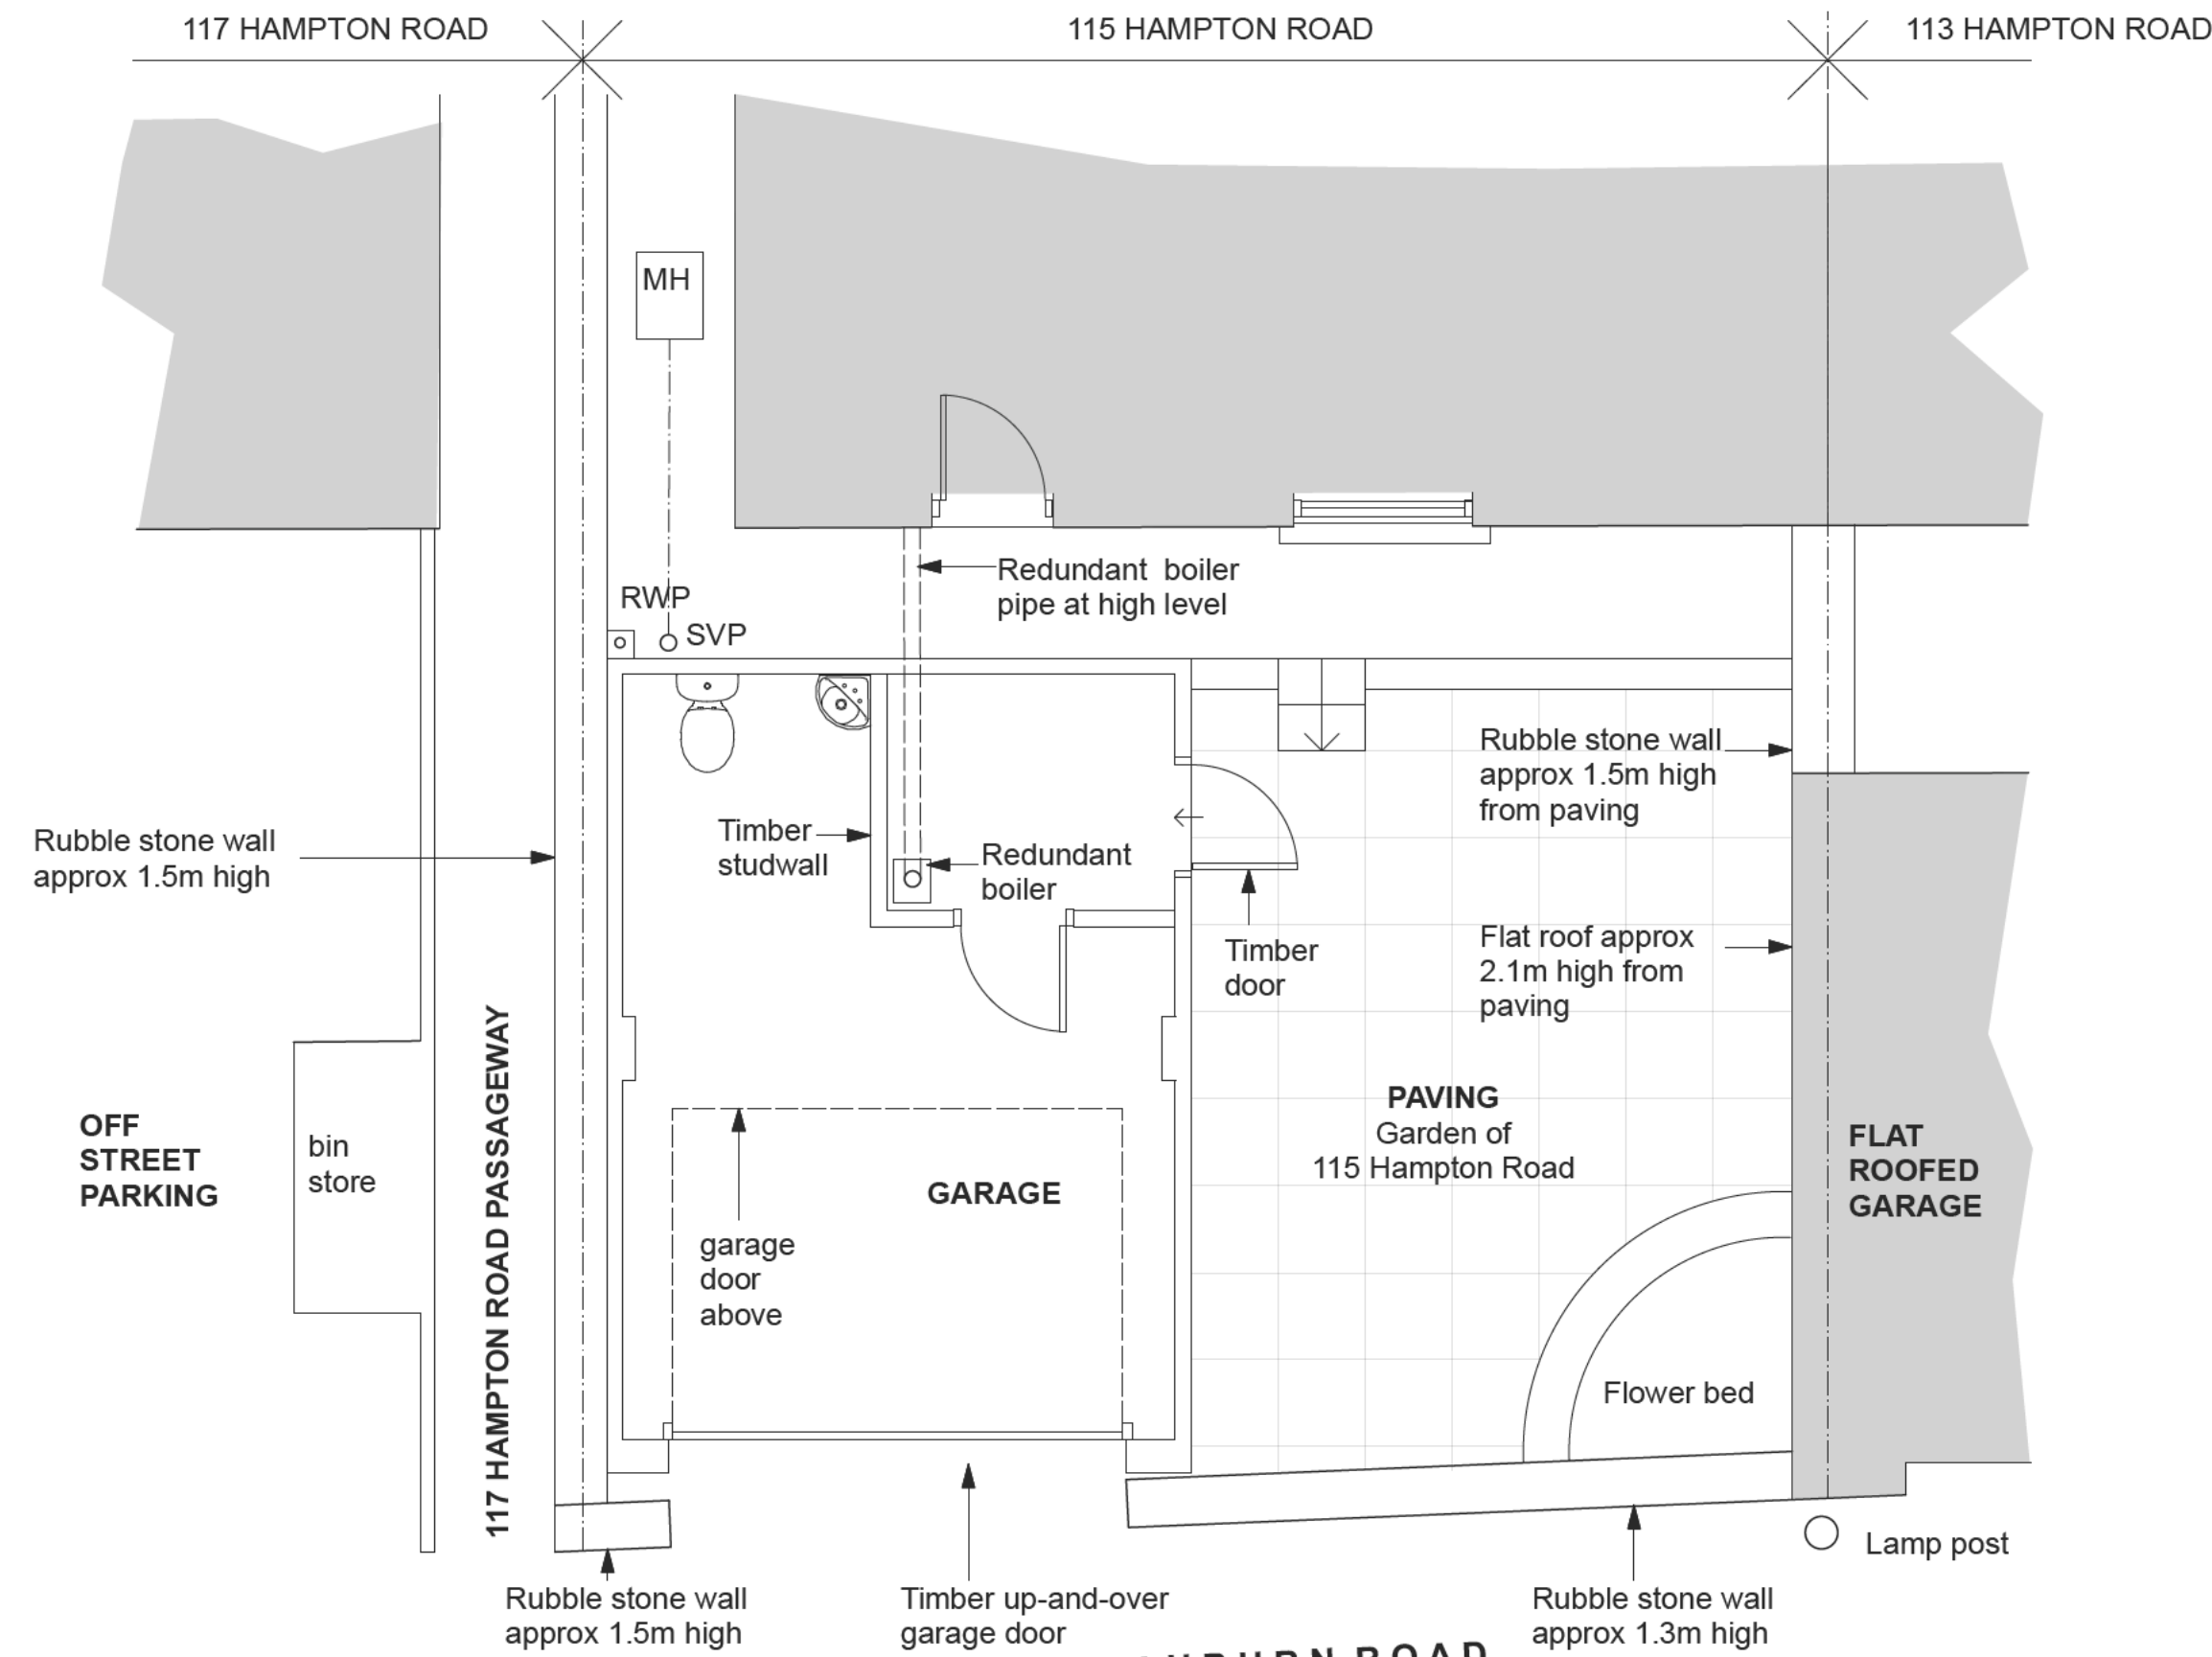 117 HAMPTON ROAD
115 HAMPTON ROAD
113 HAMPTON ROAD
MH
Redundant boiler
pipe at high level
RWP
SVP
Rubble stone wall
approx 1.5m high
from paving
Timber
studwall
Redundant
boiler
Rubble stone wall
approx 1.5m high
Timber
door
Flat roof approx
2.1m high from
paving
117 HAMPTON ROAD PASSAGEWAY
OFF
STREET
PARKING
bin
store
PAVING
Garden of
115 Hampton Road
FLAT
ROOFED
GARAGE
GARAGE
garage
door
above
Flower bed
Lamp post
Rubble stone wall
approx 1.5m high
Timber up-and-over
garage door
Rubble stone wall
approx 1.3m high
ROAD